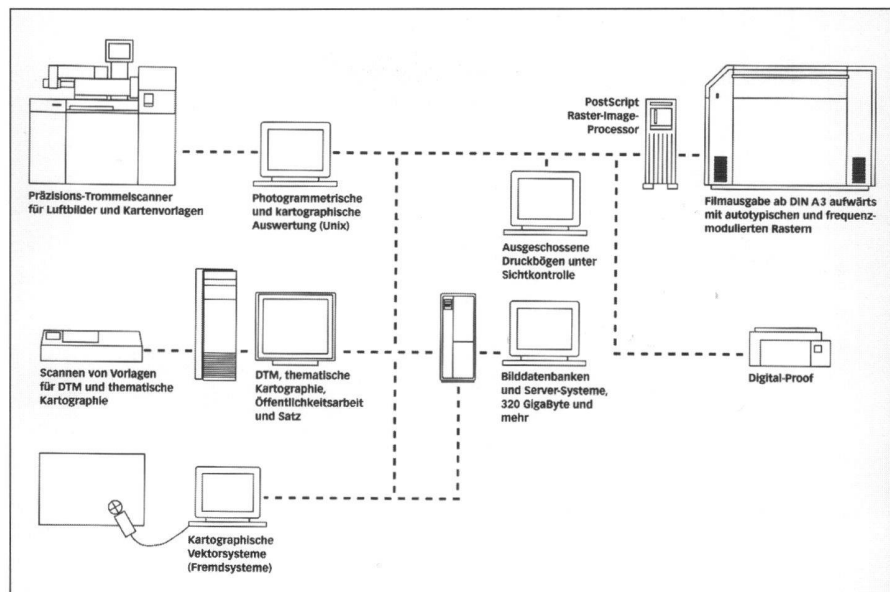 PostScript
Raster-Image-
Processor
Präzisions-Trommelscanner
für Luftbilder und Kartenvorlagen
Photogrammetrische
und kartographische
Auswertung (Unix)
Filmausgabe ab DIN A3 aufwärts
mit autotypischen und frequenz-
modulierten Rastern
Ausgeschossene
Druckbögen unter
Sichtkontrolle
Scannen von Vorlagen
für DTM und thematische
Kartographie
DTM, thematische
Kartographie,
Öffentlichkeitsarbeit
und Satz
Bilddatenbanken
und Server-Systeme,
320 GigaByte und
mehr
Digital-Proof
Kartographische
Vektorsysteme
(Fremdsysteme)